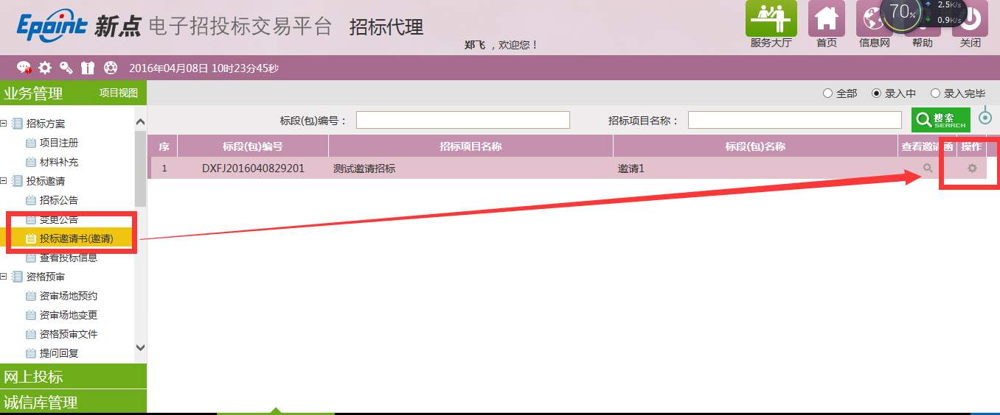 Epoint 新点 电子招投标交易平台 招标代理
郑飞 ，欢迎您！
服务大厅 首页 信息网 帮助 关闭
70% 2.5K/s
0.9K/s
2016年04月08日 10时23分45秒
业务管理 项目视图
全部 录入中 录入完毕
标段(包)编号： 招标项目名称： 搜索 SEARCH
序 标段(包)编号 招标项目名称 标段(包)名称 查看邀请函 操作
1 DXFJ2016040829201 测试邀请招标 邀请1
招标方案
项目注册
材料补充
投标邀请
招标公告
变更公告
投标邀请书(邀请)
查看投标信息
资格预审
资审场地预约
资审场地变更
资格预审文件
提问回复
网上投标
诚信库管理